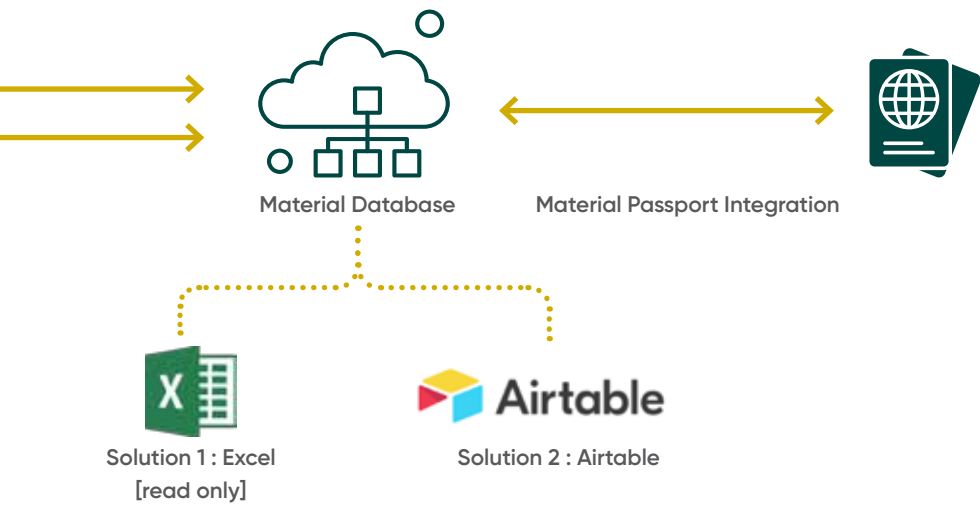 Material Database
Material Passport Integration
X
Airtable
Solution 1 : Excel
[read only]
Solution 2 : Airtable